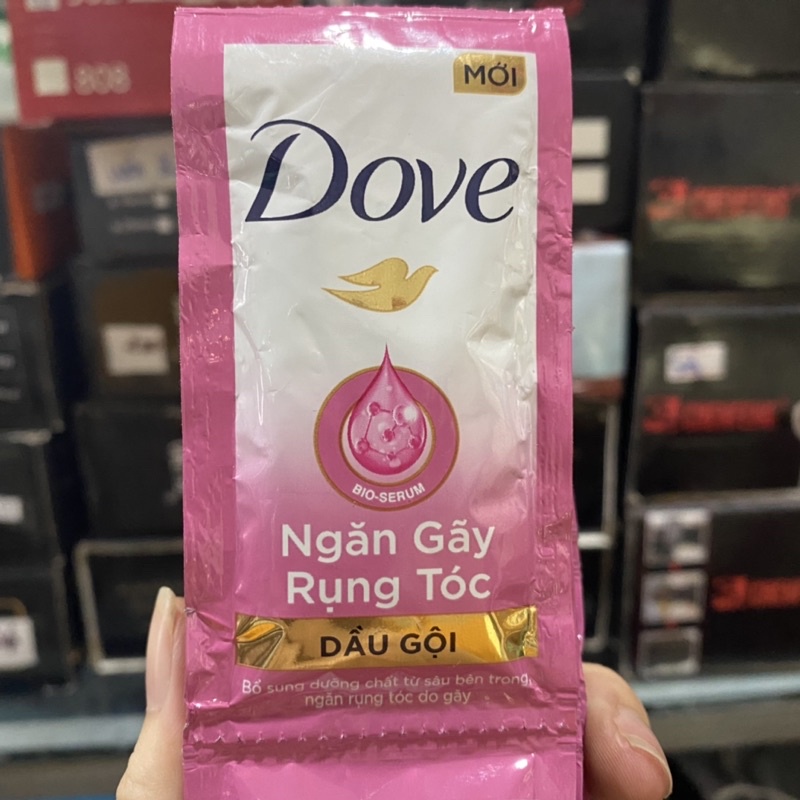 808
MỚI
Dove
BIO-SERUM
Ngăn Gãy
Rụng Tóc
DẦU GỘI
Bổ sung dưỡng chất từ sâu bên trong,
ngăn rụng tóc do gãy